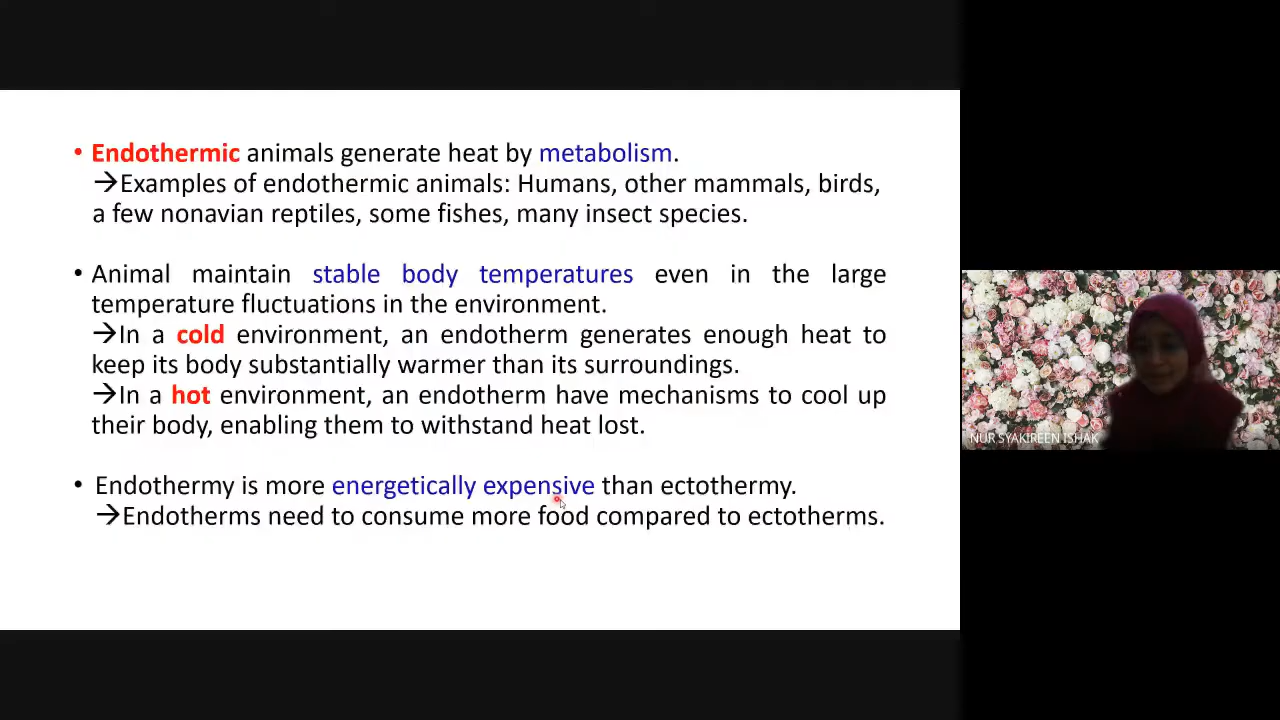 • Endothermic animals generate heat by metabolism.
→Examples of endothermic animals: Humans, other mammals, birds,
a few nonavian reptiles, some fishes, many insect species.
• Animal maintain stable body temperatures even in the large
temperature fluctuations in the environment.
→In a cold environment, an endotherm generates enough heat to
keep its body substantially warmer than its surroundings.
→In a hot environment, an endotherm have mechanisms to cool up
their body, enabling them to withstand heat lost.
• Endothermy is more energetically expensive than ectothermy.
→Endotherms need to consume more food compared to ectotherms.
NUR SYAKIREEN ISHAK